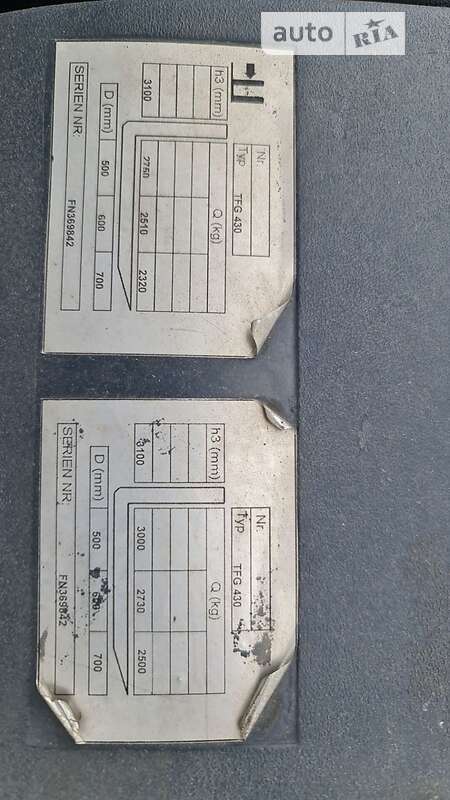 auto RIA
Nr.
Typ TFG 430
h3 (mm) Q (kg)
3100 2750 2510 2320
D (mm) 500 600 700
SERIEN NR: FN369842
Nr.
Typ TFG 430
h3 (mm) Q (kg)
3100 3000 2730 2500
D (mm) 500 600 700
SERIEN NR: FN369842